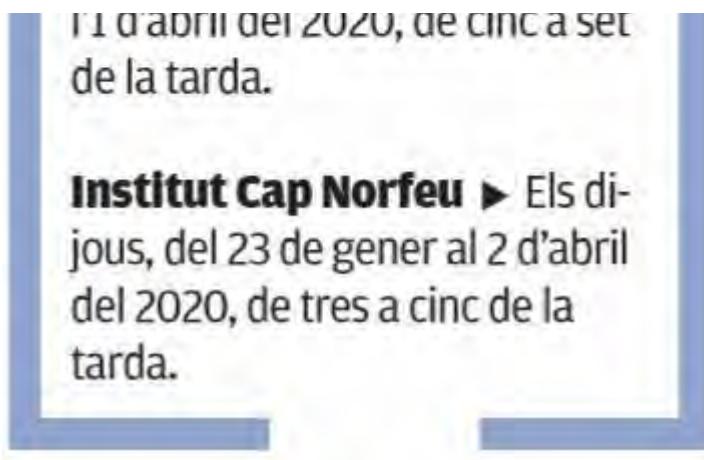 l'1 d'abril del 2020, de cinc a set
de la tarda.
Institut Cap Norfeu ▶ Els di-
jous, del 23 de gener al 2 d'abril
del 2020, de tres a cinc de la
tarda.